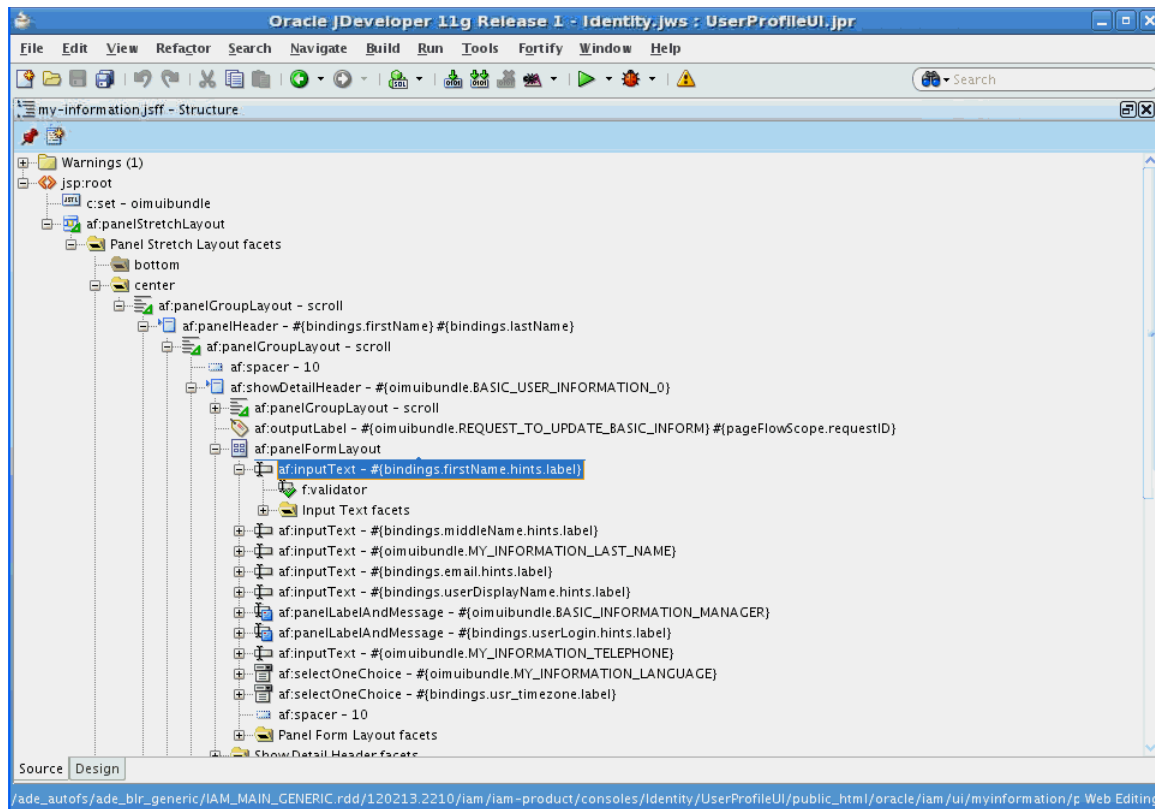 Oracle JDeveloper 11g Release 1 - Identity.jws : UserProfileUI.jpr
File Edit View Refactor Search Navigate Build Run Tools Fortify Window Help
Search
my-information.jsff - Structure
Warnings (1)
jsp:root
c:set - oimuibundle
af:panelStretchLayout
Panel Stretch Layout facets
bottom
center
af:panelGroupLayout - scroll
af:panelHeader - #{bindings.firstName} #{bindings.lastName}
af:panelGroupLayout - scroll
af:spacer - 10
af:showDetailHeader - #{oimuibundle.BASIC_USER_INFORMATION_0}
af:panelGroupLayout - scroll
af:outputLabel - #{oimuibundle.REQUEST_TO_UPDATE_BASIC_INFORM} #{pageFlowScope.requestID}
af:panelFormLayout
af:inputText - #{bindings.firstName.hints.label}
f:validator
Input Text facets
af:inputText - #{bindings.middleName.hints.label}
af:inputText - #{oimuibundle.MY_INFORMATION_LAST_NAME}
af:inputText - #{bindings.email.hints.label}
af:inputText - #{bindings.userDisplayName.hints.label}
af:panelLabelAndMessage - #{oimuibundle.BASIC_INFORMATION_MANAGER}
af:panelLabelAndMessage - #{bindings.userLogin.hints.label}
af:inputText - #{oimuibundle.MY_INFORMATION_TELEPHONE}
af:selectOneChoice - #{oimuibundle.MY_INFORMATION_LANGUAGE}
af:selectOneChoice - #{bindings.usr_timezone.label}
af:spacer - 10
Panel Form Layout facets
Show Detail Header facets
Source Design
/ade_autofs/ade_blr_generic/IAM_MAIN_GENERIC.rdd/120213.2210/iam/iam-product/consoles/Identity/UserProfileUI/public_html/oracle/iam/ui/myinformation/p Web Editing